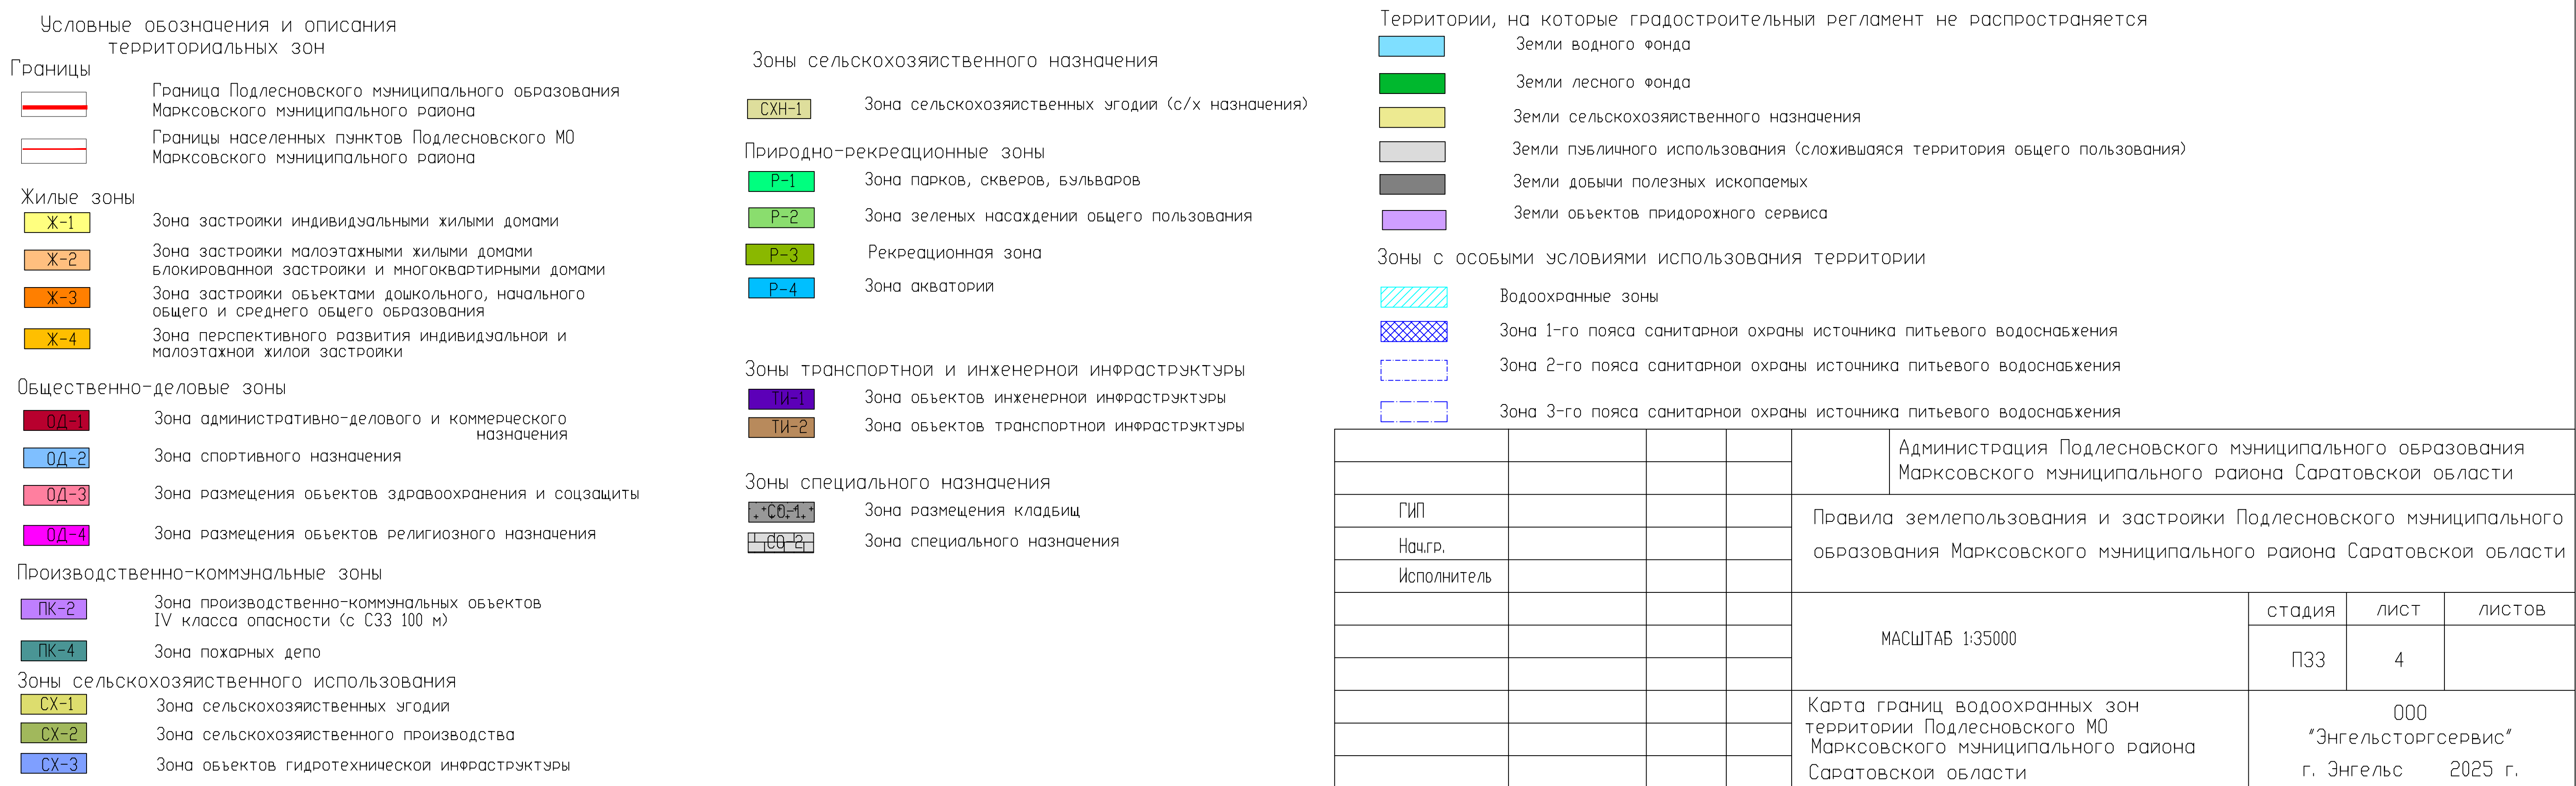 Условные обозначения и описания
территориальных зон
Границы
Граница Подлесновского муниципального образования
Марксовского муниципального района
Границы населенных пунктов Подлесновского МО
Марксовского муниципального района
Жилые зоны
Ж-1 Зона застройки индивидуальными жилыми домами
Ж-2 Зона застройки малоэтажными жилыми домами
блокированной застройки и многоквартирными домами
Ж-3 Зона застройки объектами дошкольного, начального
общего и среднего общего образования
Ж-4 Зона перспективного развития индивидуальной и
малоэтажной жилой застройки
Общественно-деловые зоны
ОД-1 Зона административно-делового и коммерческого
назначения
ОД-2 Зона спортивного назначения
ОД-3 Зона размещения объектов здравоохранения и соцзащиты
ОД-4 Зона размещения объектов религиозного назначения
Производственно-коммунальные зоны
ПК-2 Зона производственно-коммунальных объектов
IV класса опасности (с СЗЗ 100 м)
ПК-4 Зона пожарных депо
Зоны сельскохозяйственного использования
СХ-1 Зона сельскохозяйственных угодий
СХ-2 Зона сельскохозяйственного производства
СХ-3 Зона объектов гидротехнической инфраструктуры
Зоны сельскохозяйственного назначения
СХН-1 Зона сельскохозяйственных угодий (с/х назначения)
Природно-рекреационные зоны
Р-1 Зона парков, скверов, бульваров
Р-2 Зона зеленых насаждений общего пользования
Р-3 Рекреационная зона
Р-4 Зона акваторий
Зоны транспортной и инженерной инфраструктуры
ТИ-1 Зона объектов инженерной инфраструктуры
ТИ-2 Зона объектов транспортной инфраструктуры
Зоны специального назначения
СО-1 Зона размещения кладбищ
СО-2 Зона специального назначения
Территории, на которые градостроительный регламент не распространяется
Земли водного фонда
Земли лесного фонда
Земли сельскохозяйственного назначения
Земли публичного использования (сложившаяся территория общего пользования)
Земли добычи полезных ископаемых
Земли объектов придорожного сервиса
Зоны с особыми условиями использования территории
Водоохранные зоны
Зона 1-го пояса санитарной охраны источника питьевого водоснабжения
Зона 2-го пояса санитарной охраны источника питьевого водоснабжения
Зона 3-го пояса санитарной охраны источника питьевого водоснабжения
Администрация Подлесновского муниципального образования
Марксовского муниципального района Саратовской области
ГИП
Нач.гр.
Исполнитель
Правила землепользования и застройки Подлесновского муниципального
образования Марксовского муниципального района Саратовской области
МАСШТАБ 1:35000
стадия лист листов
ПЗЗ 4
Карта границ водоохранных зон
территории Подлесновского МО
Марксовского муниципального района
Саратовской области
ООО
"Энгельсторгсервис"
г. Энгельс 2025 г.